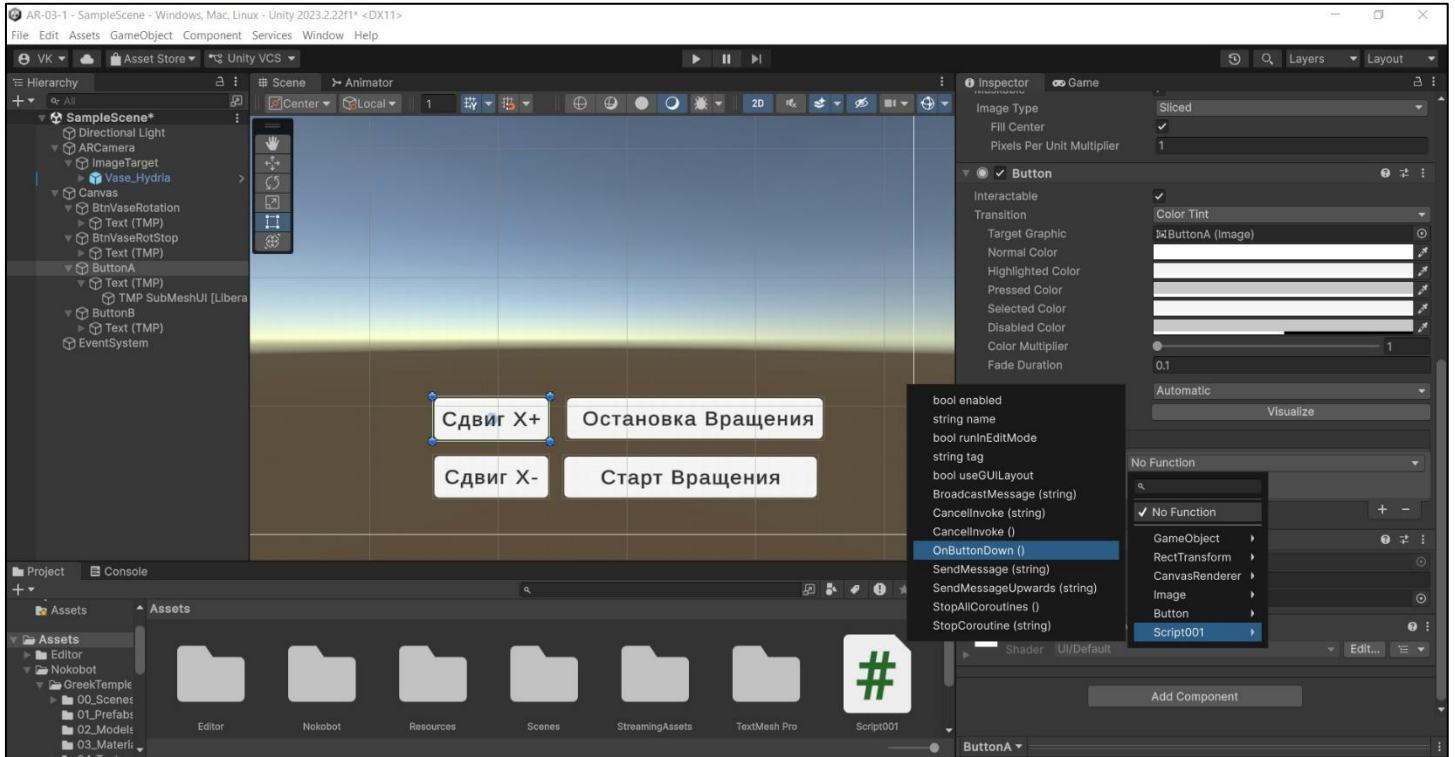 AR-03-1 - SampleScene - Windows, Mac, Linux - Unity 2023.2.22f1* <DX11>
File Edit Assets GameObject Component Services Window Help
VK Asset Store Unity VCS Layers Layout
Hierarchy
All
SampleScene*
Directional Light
ARCamera
ImageTarget
Vase_Hydria
Canvas
BtnVaseRotation
Text (TMP)
BtnVaseRotStop
Text (TMP)
ButtonA
Text (TMP)
TMP SubMeshUI [Libera
ButtonB
Text (TMP)
EventSystem
Scene Animator
Center Local 1 2D
Сдвиг X+ Остановка Вращения
Сдвиг X- Старт Вращения
Inspector Game
Image Type Sliced
Fill Center
Pixels Per Unit Multiplier 1
Button
Interactable
Transition Color Tint
Target Graphic ButtonA (Image)
Normal Color
Highlighted Color
Pressed Color
Selected Color
Disabled Color
Color Multiplier 1
Fade Duration 0.1
Automatic
Visualize
No Function
bool enabled
string name
bool runInEditMode
string tag
bool useGUILayout
BroadcastMessage (string)
CancelInvoke (string)
CancelInvoke ()
OnButtonDown ()
SendMessage (string)
SendMessageUpwards (string)
StopAllCoroutines ()
StopCoroutine (string)
No Function
GameObject
RectTransform
CanvasRenderer
Image
Button
Script001
Shader UI/Default Edit...
Add Component
ButtonA
Project Console
Assets
Assets
Editor
Nokobot
GreekTemple
00_Scenes
01_Prefabs
02_Models
03_Materia
Assets
Editor Nokobot Resources Scenes StreamingAssets TextMesh Pro Script001